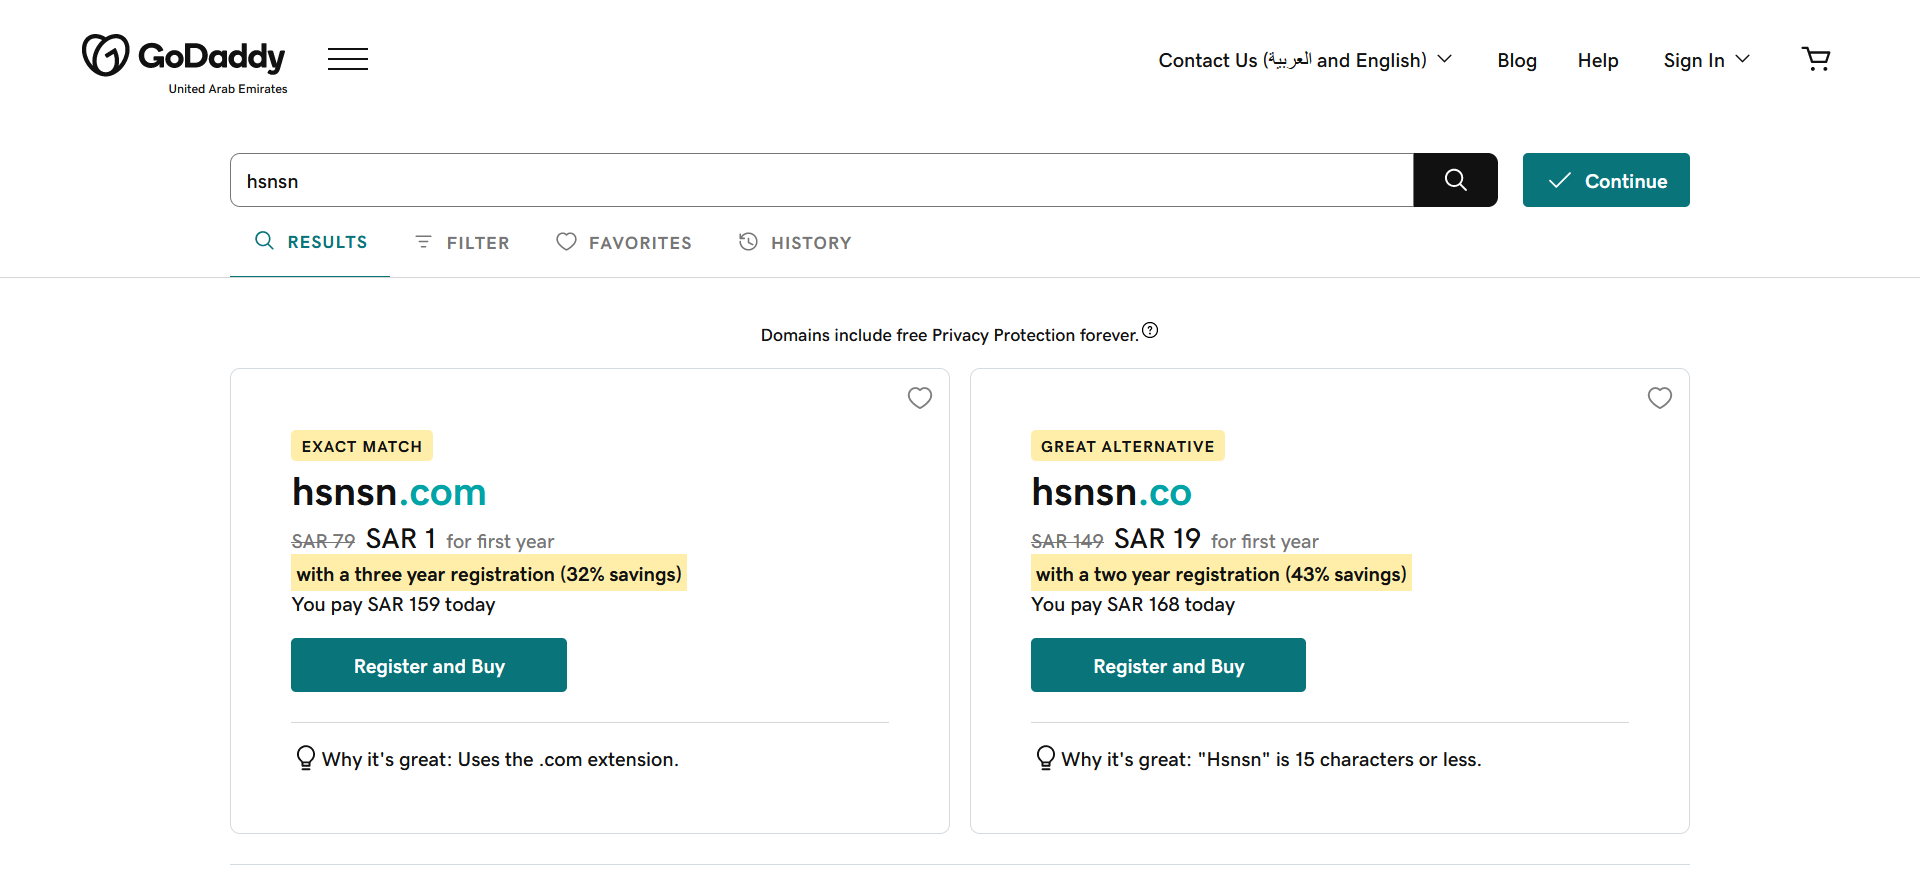 GoDaddy
United Arab Emirates
Contact Us (العربية and English)
Blog
Help
Sign In
hsnsn
Continue
RESULTS
FILTER
FAVORITES
HISTORY
Domains include free Privacy Protection forever.
EXACT MATCH
hsnsn.com
SAR 79 SAR 1 for first year
with a three year registration (32% savings)
You pay SAR 159 today
Register and Buy
Why it's great: Uses the .com extension.
GREAT ALTERNATIVE
hsnsn.co
SAR 149 SAR 19 for first year
with a two year registration (43% savings)
You pay SAR 168 today
Register and Buy
Why it's great: "Hsnsn" is 15 characters or less.